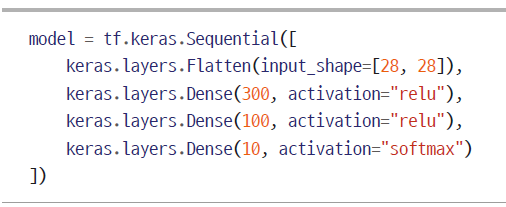 model = tf.keras.Sequential([
    keras.layers.Flatten(input_shape=[28, 28]),
    keras.layers.Dense(300, activation="relu"),
    keras.layers.Dense(100, activation="relu"),
    keras.layers.Dense(10, activation="softmax")
])